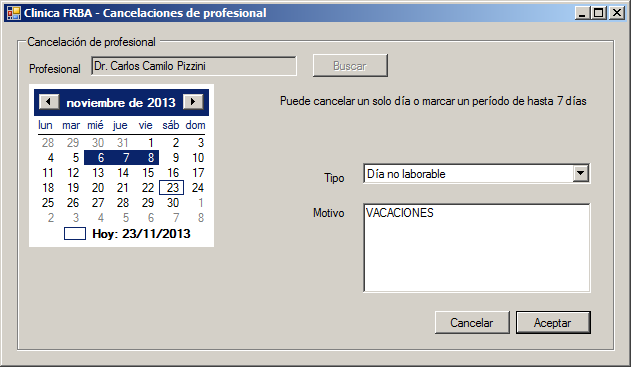 Clinica FRBA - Cancelaciones de profesional
Cancelación de profesional
Profesional Dr. Carlos Camilo Pizzini Buscar
noviembre de 2013
lun mar mié jue vie sáb dom
28 29 30 31 1 2 3
4 5 6 7 8 9 10
11 12 13 14 15 16 17
18 19 20 21 22 23 24
25 26 27 28 29 30 1
2 3 4 5 6 7 8
Hoy: 23/11/2013
Puede cancelar un solo día o marcar un período de hasta 7 días
Tipo Día no laborable
Motivo VACACIONES
Cancelar Aceptar